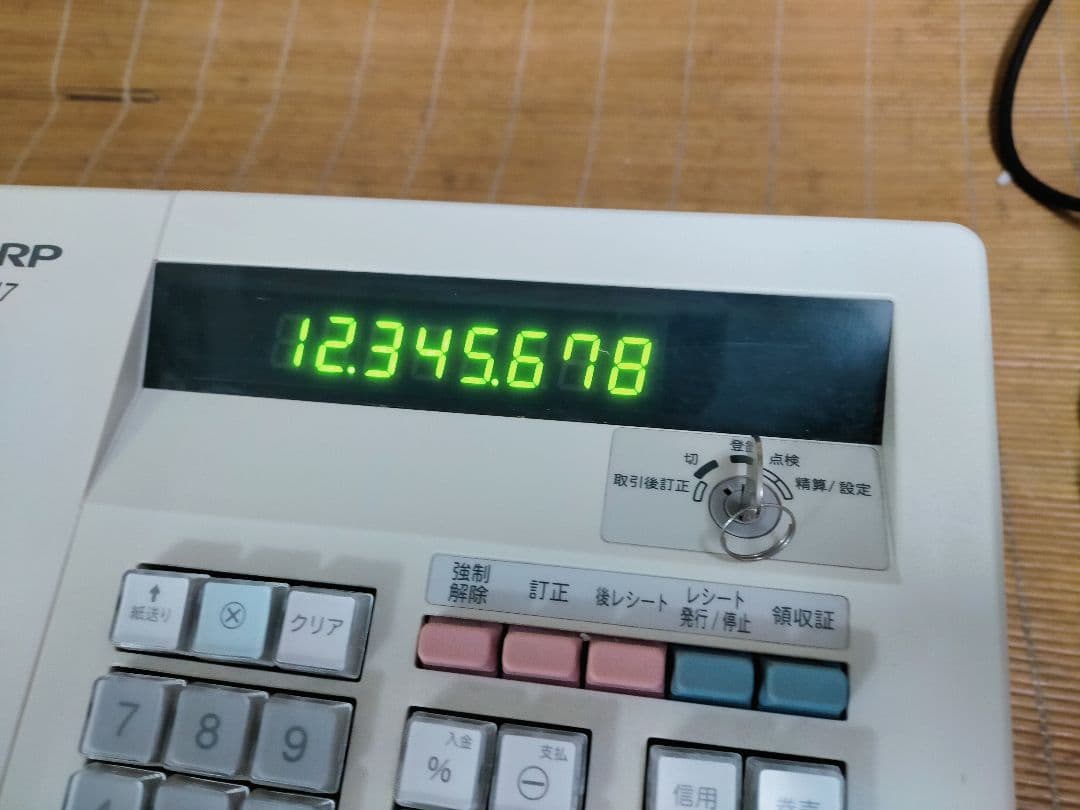 RP
7
12.345.678
切 登録 点検
取引後訂正 精算/設定
強制解除 訂正 後レシート レシート発行/停止 領収証
↑
紙送り ⊗ クリア
7 8 9
入金
% 
支払
⊖
信用